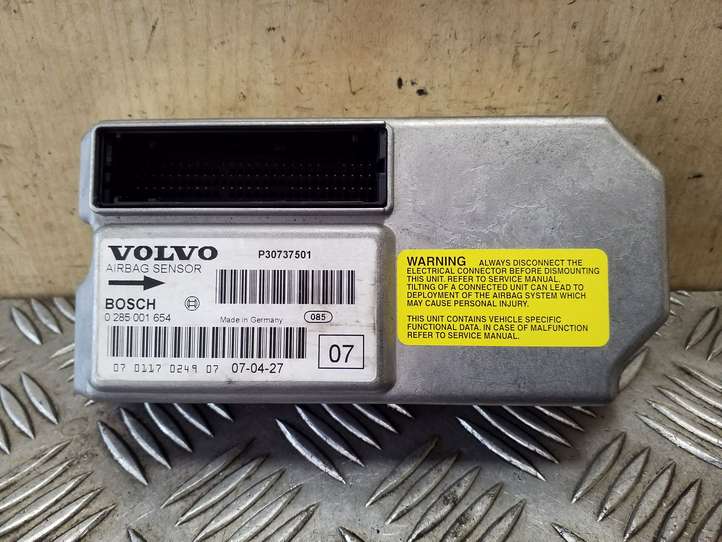 VOLVO
P30737501
AIRBAG SENSOR
BOSCH
0 285 001 654
Made in Germany
085
07 0117 0249 07
07-04-27
07
WARNING ALWAYS DISCONNECT THE
ELECTRICAL CONNECTOR BEFORE DISMOUNTING
THIS UNIT. REFER TO SERVICE MANUAL.
TILTING OF A CONNECTED UNIT CAN LEAD TO
DEPLOYMENT OF THE AIRBAG SYSTEM WHICH
MAY CAUSE PERSONAL INJURY.
THIS UNIT CONTAINS VEHICLE SPECIFIC
FUNCTIONAL DATA. IN CASE OF MALFUNCTION
REFER TO SERVICE MANUAL.